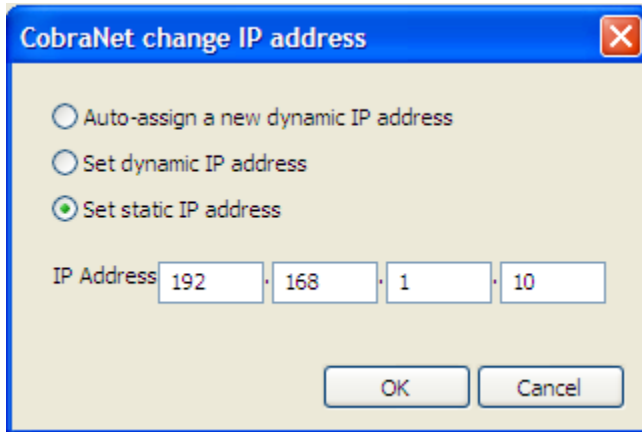 CobraNet change IP address
Auto-assign a new dynamic IP address
Set dynamic IP address
Set static IP address
IP Address 192 . 168 . 1 . 10
OK Cancel